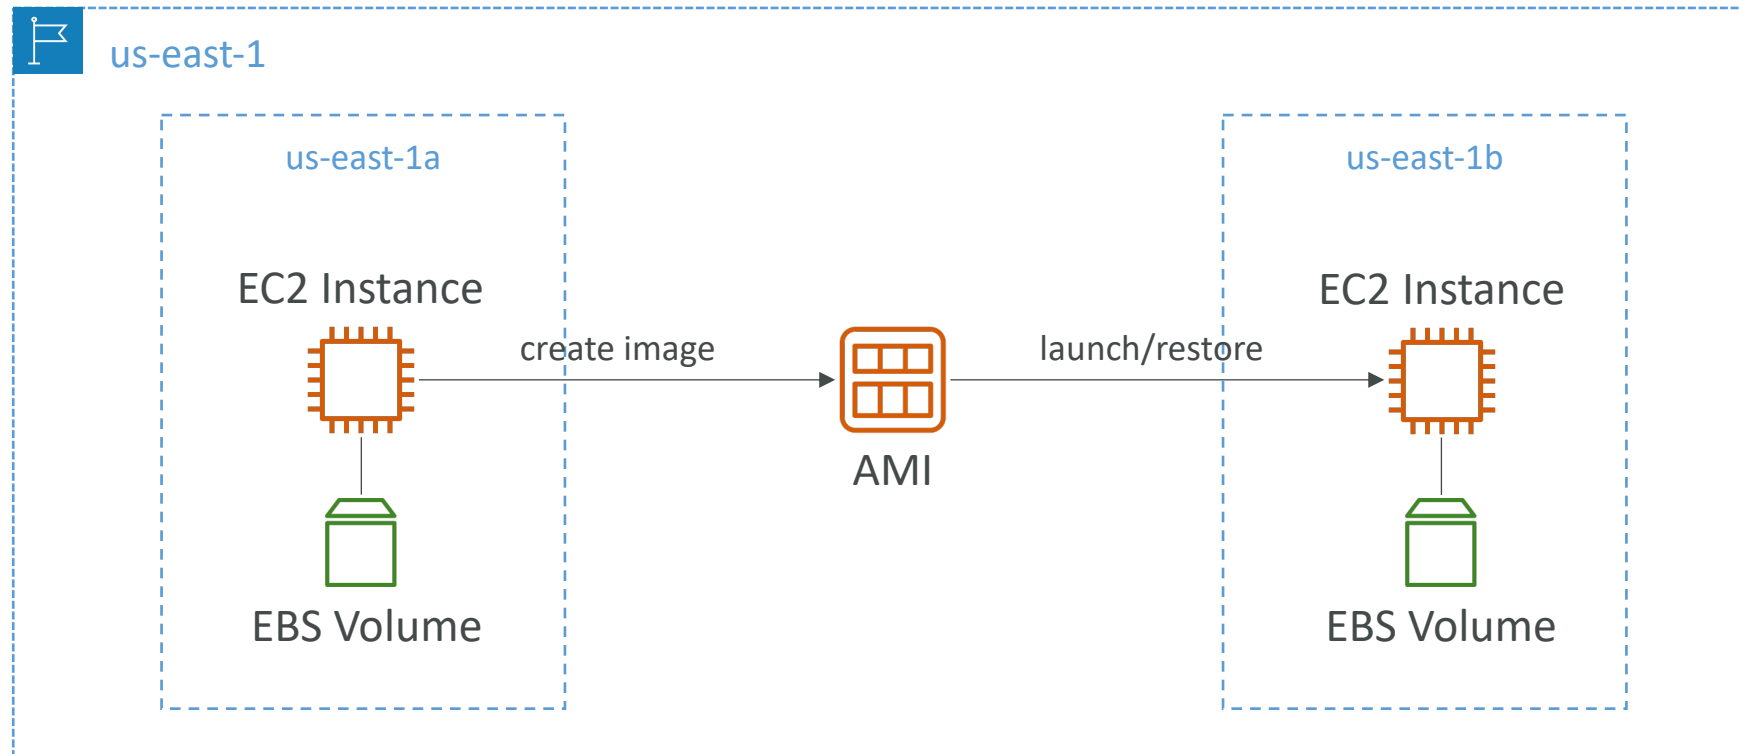 us-east-1
us-east-1a
us-east-1b
EC2 Instance
EC2 Instance
create image
launch/restore
AMI
EBS Volume
EBS Volume